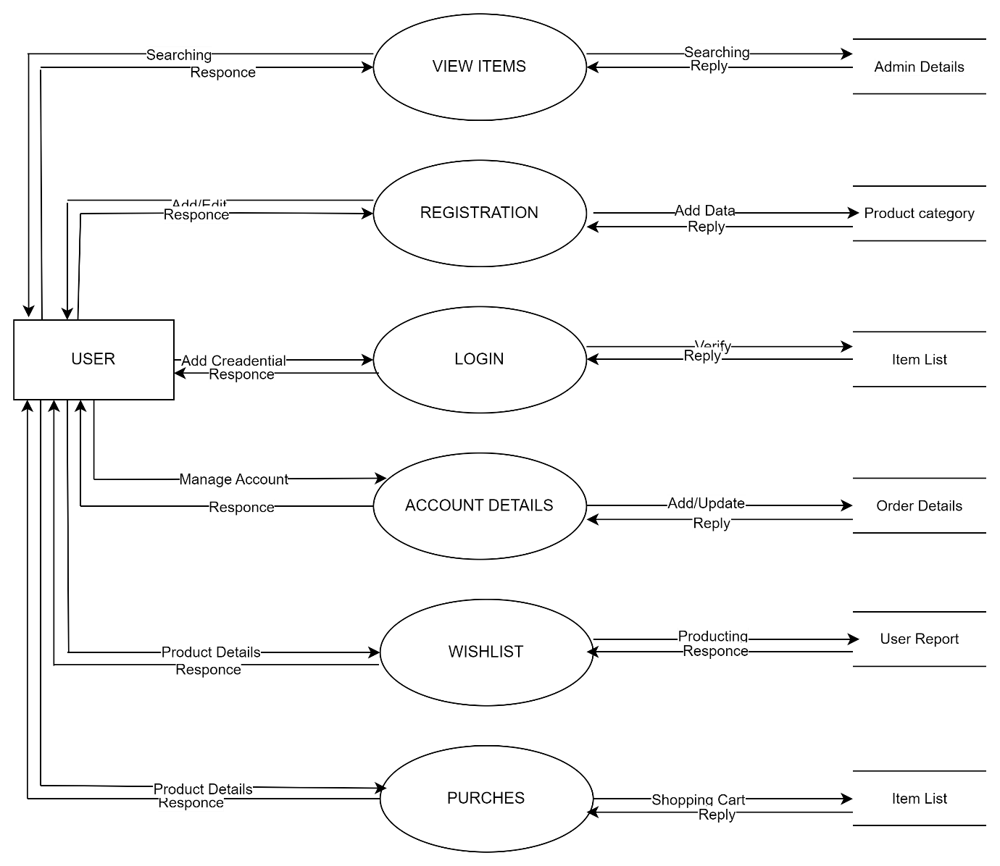 Searching
Responce
VIEW ITEMS
Searching
Reply
Admin Details
Add/Edit
Responce
REGISTRATION
Add Data
Reply
Product category
USER
Add Creadential
Responce
LOGIN
Verify
Reply
Item List
Manage Account
Responce
ACCOUNT DETAILS
Add/Update
Reply
Order Details
Product Details
Responce
WISHLIST
Producting
Responce
User Report
Product Details
Responce
PURCHES
Shopping Cart
Reply
Item List